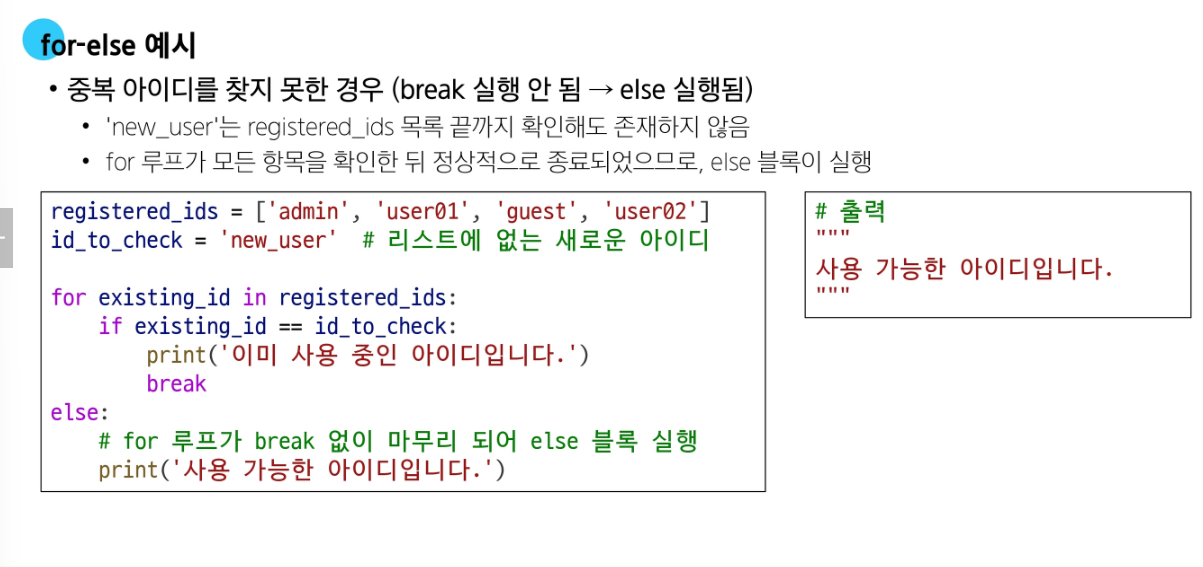 for-else 예시
• 중복 아이디를 찾지 못한 경우 (break 실행 안 됨 → else 실행됨)
• 'new_user'는 registered_ids 목록 끝까지 확인해도 존재하지 않음
• for 루프가 모든 항목을 확인한 뒤 정상적으로 종료되었으므로, else 블록이 실행
registered_ids = ['admin', 'user01', 'guest', 'user02']
id_to_check = 'new_user'  # 리스트에 없는 새로운 아이디
for existing_id in registered_ids:
    if existing_id == id_to_check:
        print('이미 사용 중인 아이디입니다.')
        break
else:
    # for 루프가 break 없이 마무리 되어 else 블록 실행
    print('사용 가능한 아이디입니다.')
# 출력
"""
사용 가능한 아이디입니다.
"""